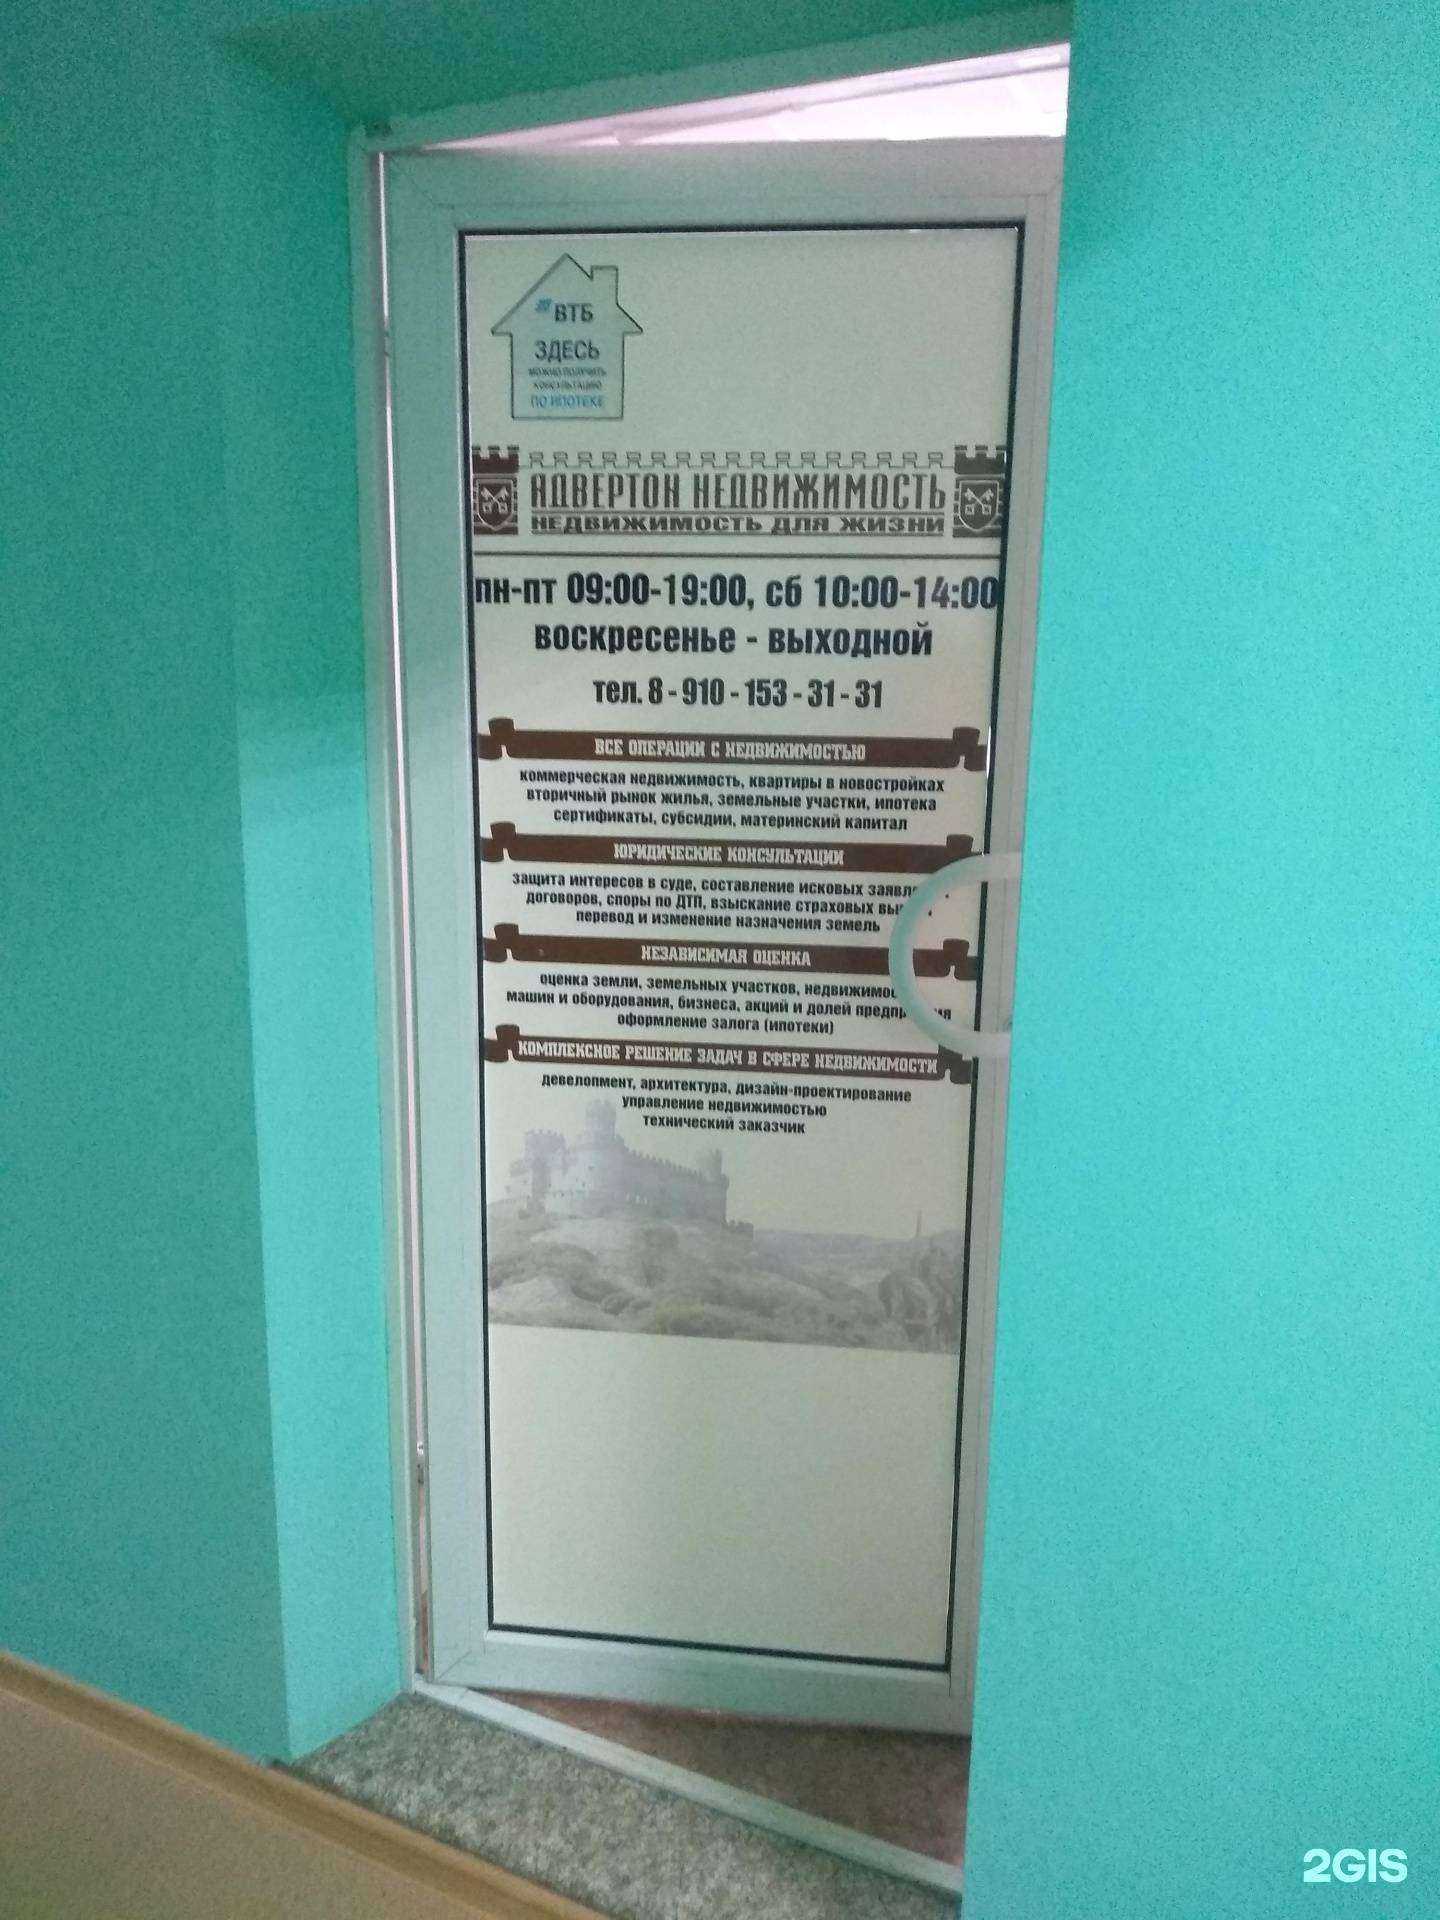 ВТБ
ЗДЕСЬ
МОЖНО ПОЛУЧИТЬ
КОНСУЛЬТАЦИЮ
ПО ИПОТЕКЕ
АДВЕРТОН НЕДВИЖИМОСТЬ
НЕДВИЖИМОСТЬ ДЛЯ ЖИЗНИ
пн-пт 09:00-19:00, сб 10:00-14:00
воскресенье - выходной
тел. 8 - 910 - 153 - 31 - 31
ВСЕ ОПЕРАЦИИ С НЕДВИЖИМОСТЬЮ
коммерческая недвижимость, квартиры в новостройках
вторичный рынок жилья, земельные участки, ипотека
сертификаты, субсидии, материнский капитал
ЮРИДИЧЕСКИЕ КОНСУЛЬТАЦИИ
защита интересов в суде, составление исковых
договоров, споры по ДТП, взыскание страховых
перевод и изменение назначения земель
НЕЗАВИСИМАЯ ОЦЕНКА
оценка земли, земельных участков,
машин и оборудования, бизнеса, акций и долей
оформление залога (ипотеки)
КОМПЛЕКСНОЕ РЕШЕНИЕ ЗАДАЧ В СФЕРЕ НЕДВИЖИМОСТИ
девелопмент, архитектура, дизайн-проектирование
управление недвижимостью
технический заказчик
2GIS